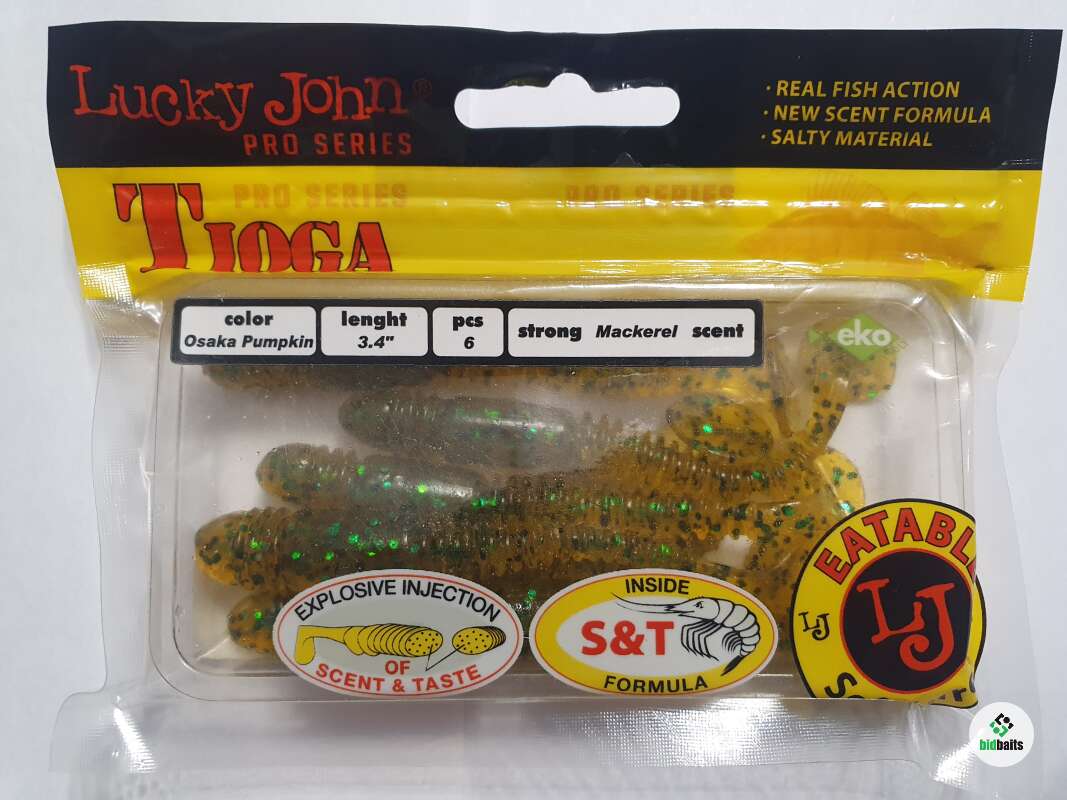 Lucky John®
PRO SERIES
· REAL FISH ACTION
· NEW SCENT FORMULA
· SALTY MATERIAL
PRO SERIES PRO SERIES
TIOGA
color lenght pcs strong Mackerel scent
Osaka Pumpkin 3.4" 6
eko
EXPLOSIVE INJECTION
OF
SCENT & TASTE
INSIDE
S&T
FORMULA
EATABL
LJ
LJ
bidbaits